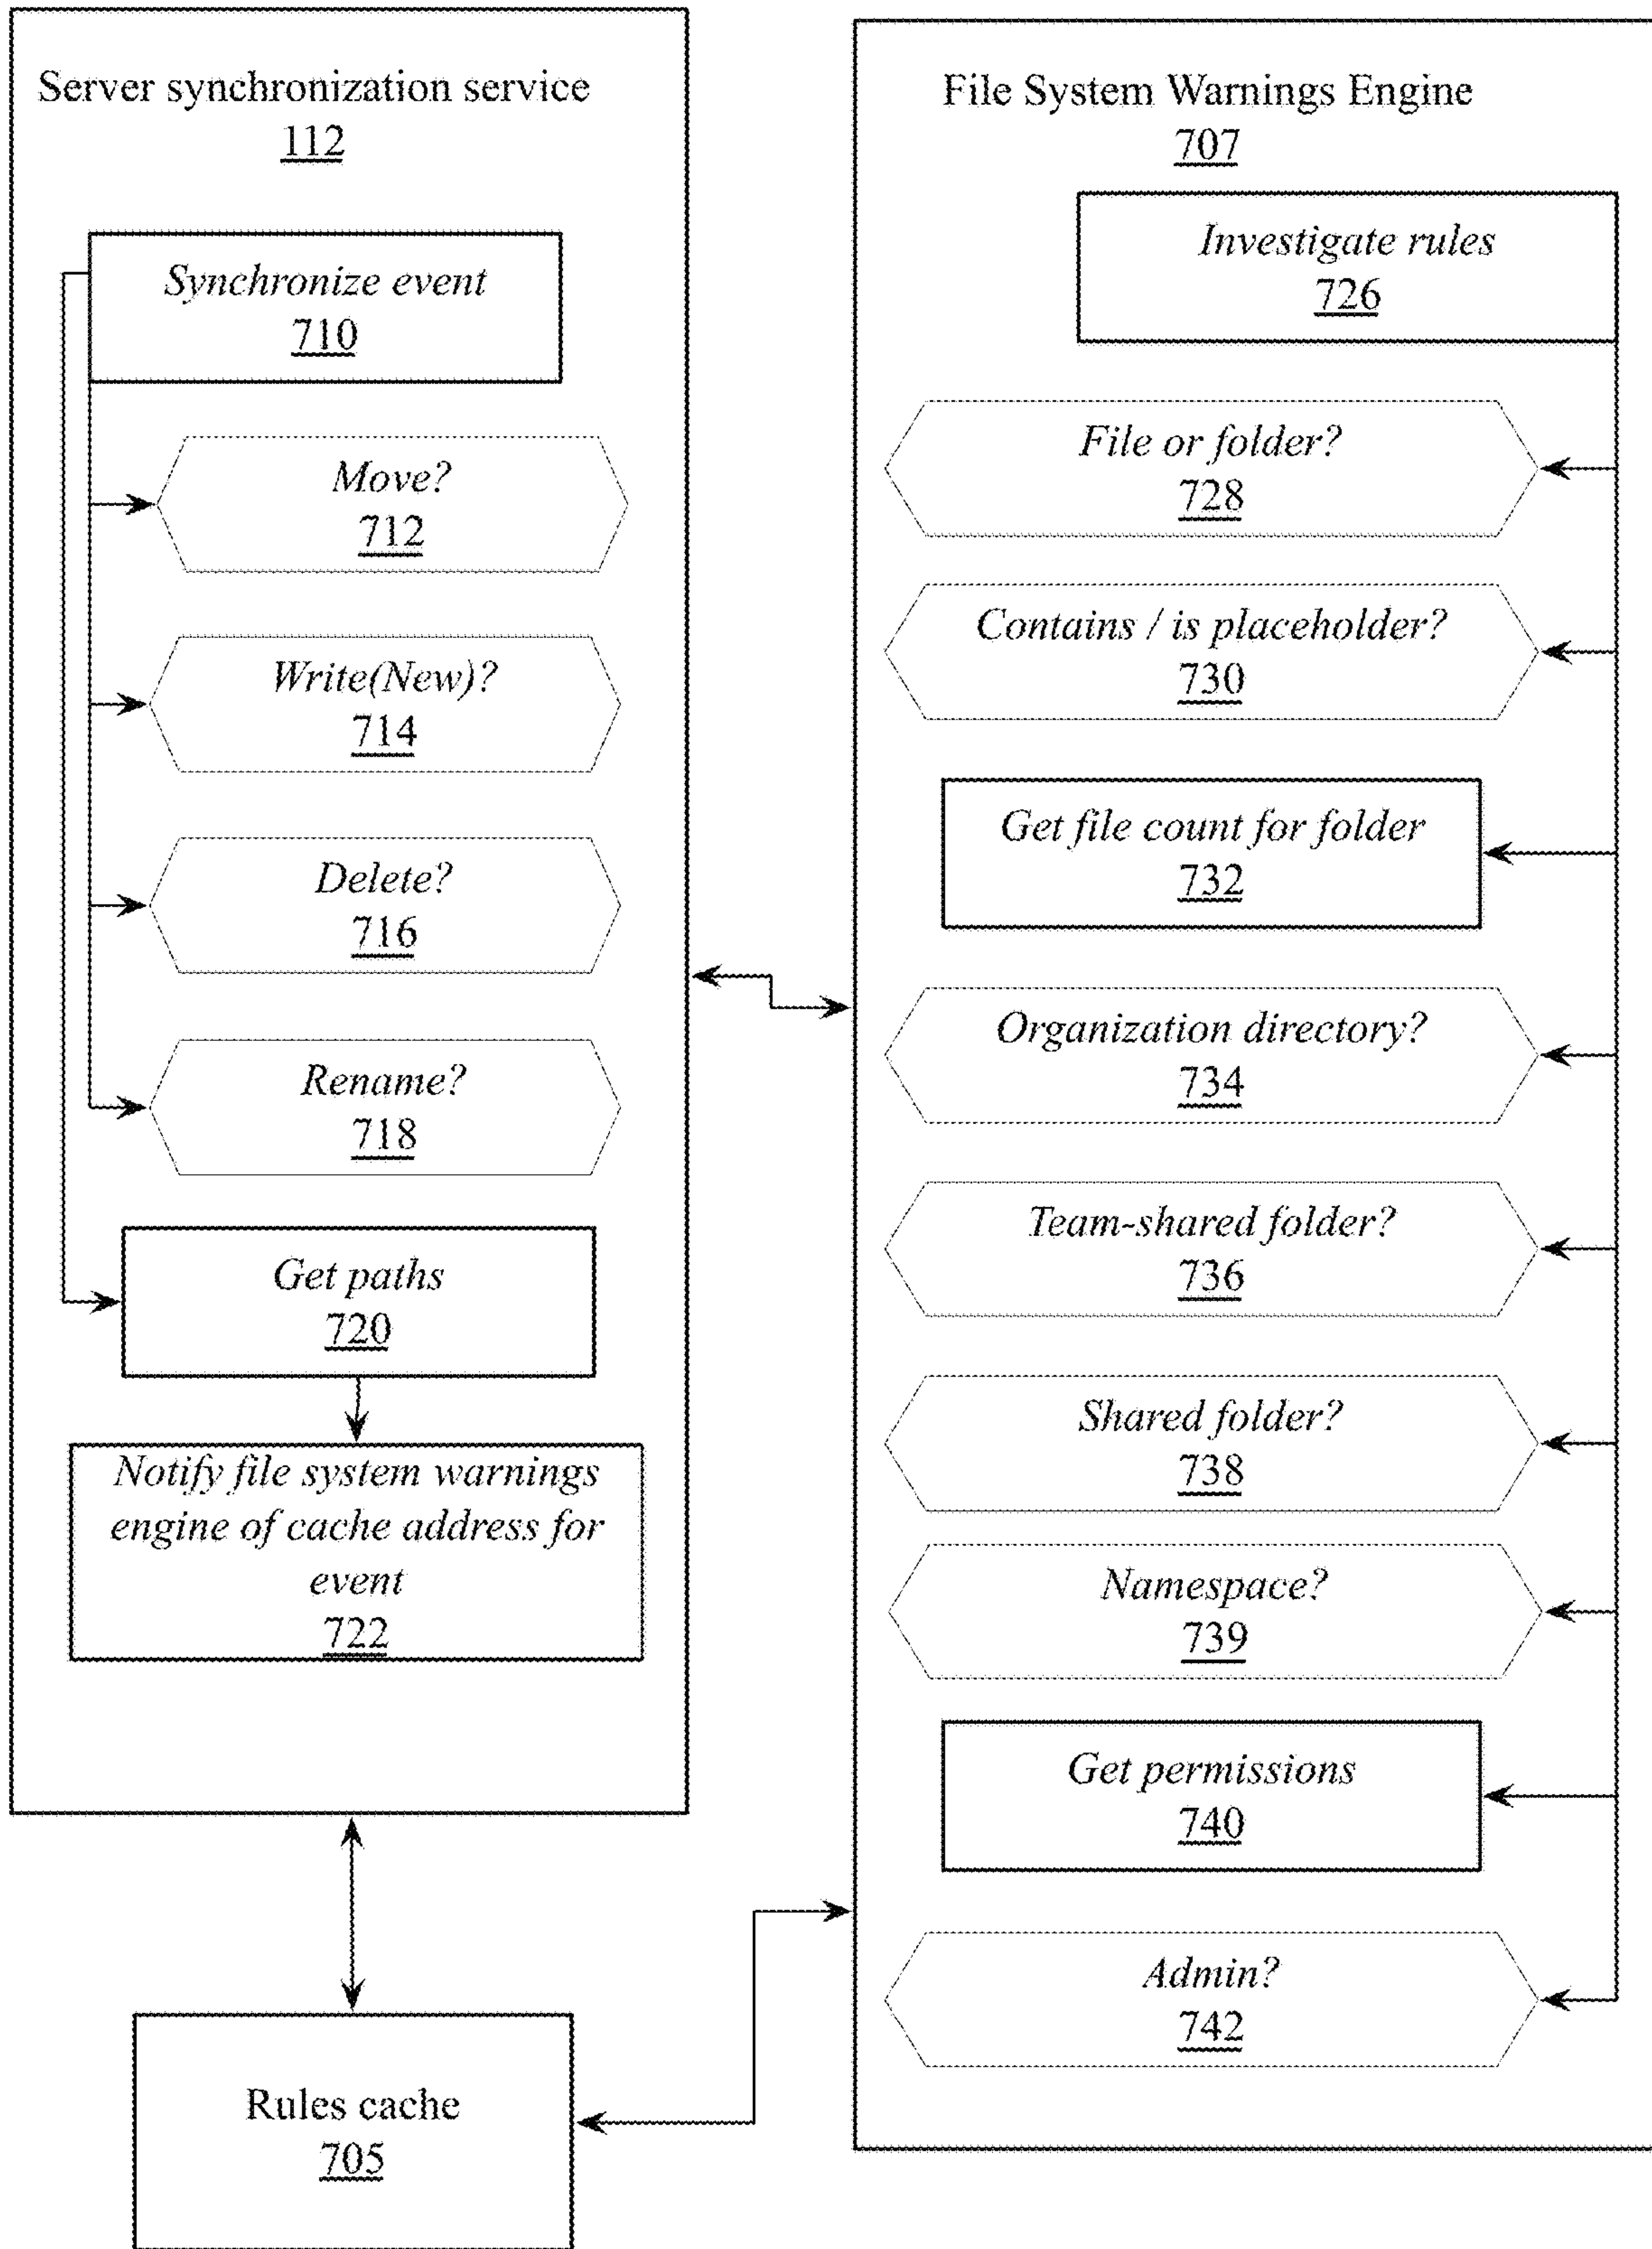 Server synchronization service
112
Synchronize event
710
Move?
712
Write(New)?
714
Delete?
716
Rename?
718
Get paths
720
Notify file system warnings
engine of cache address for
event
722
Rules cache
705
File System Warnings Engine
707
Investigate rules
726
File or folder?
728
Contains / is placeholder?
730
Get file count for folder
732
Organization directory?
734
Team-shared folder?
736
Shared folder?
738
Namespace?
739
Get permissions
740
Admin?
742